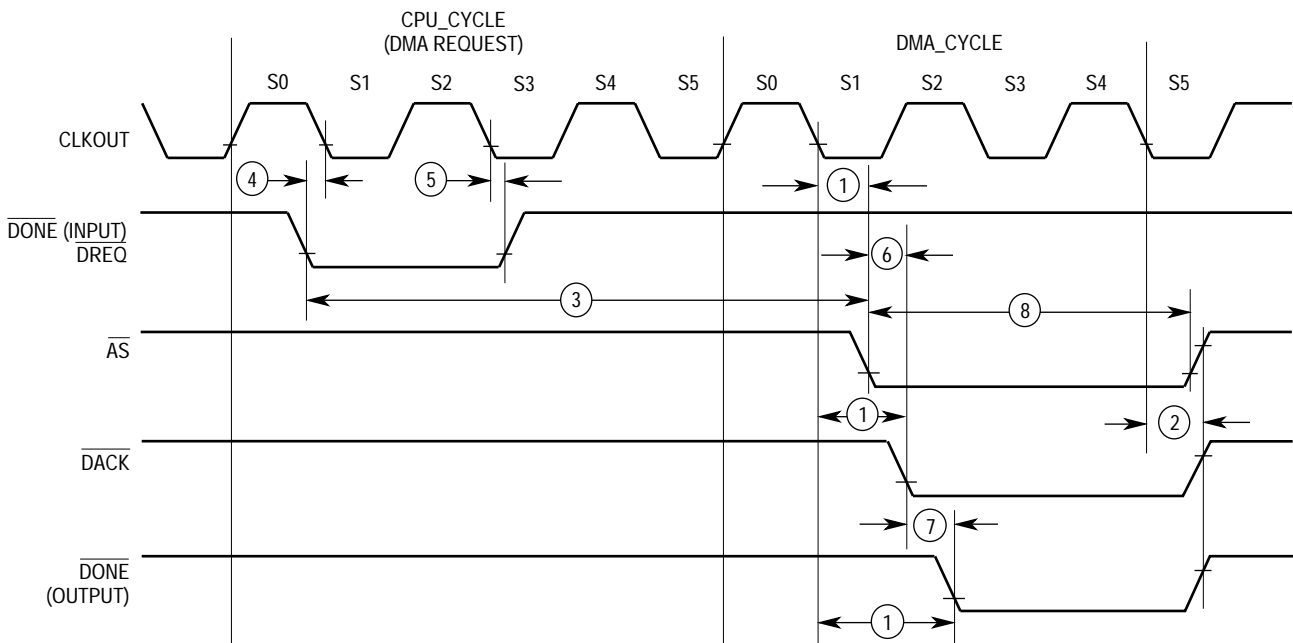 CPU_CYCLE
(DMA REQUEST)
DMA_CYCLE
S0 S1 S2 S3 S4 S5 S0 S1 S2 S3 S4 S5
CLKOUT
4 5 1
DONE (INPUT)
DREQ
6
3 8
AS
1 2
DACK
7
DONE
(OUTPUT)
1